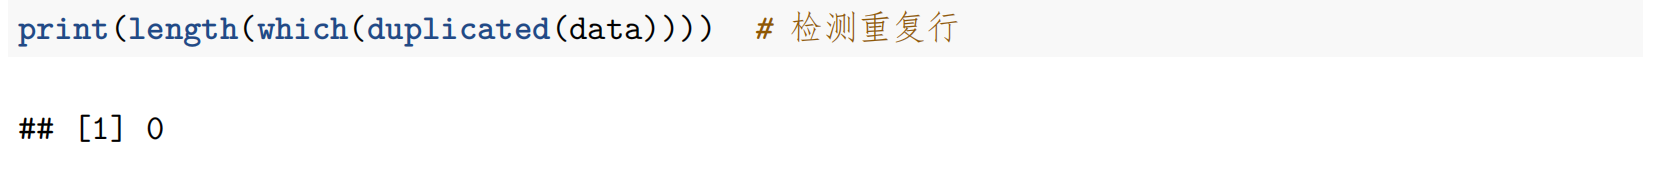 print(length(which(duplicated(data))))  # 检测重复行
## [1] 0